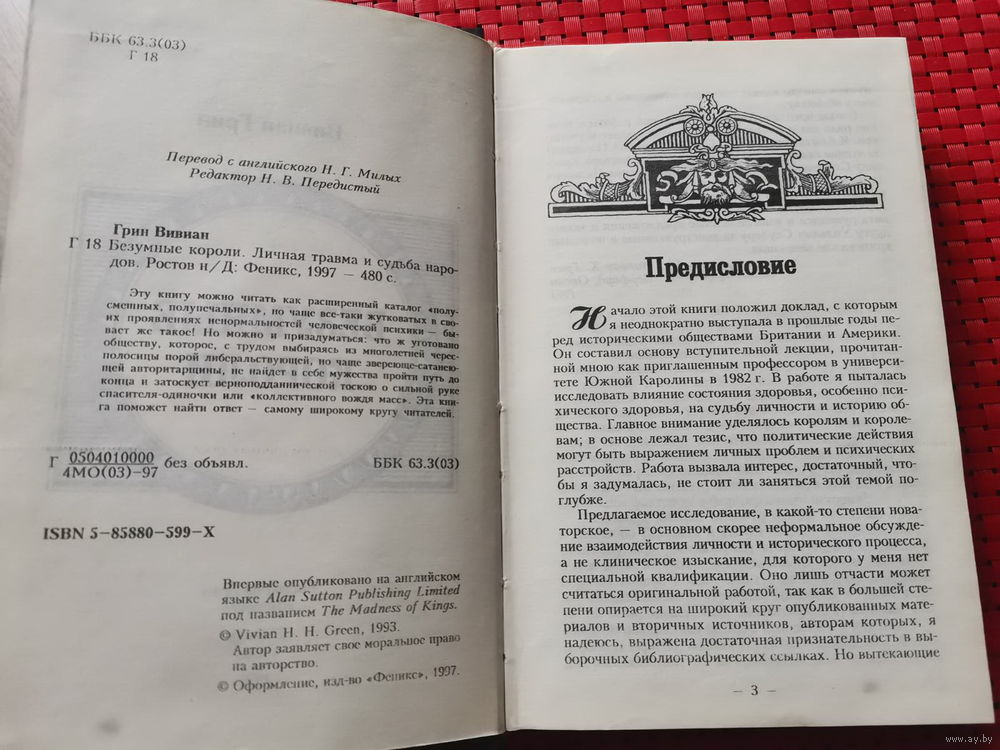 ББК 63.3(03)
Г 18
Перевод с английского Н. Г. Милых
Редактор Н. В. Передистый
Грин Вивиан
Г 18 Безумные короли. Личная травма и судьба наро-
дов. Ростов н/Д: Феникс, 1997 — 480 с.
Эту книгу можно читать как расширенный каталог «полу-
смешных, полупечальных», но чаще все-таки жутковатых в сво-
их проявлениях ненормальностей человеческой психики — бы-
вает же такое! Но можно и призадуматься: что ж уготовано
обществу, которое, с трудом выбираясь из многолетней черес-
полосицы порой либеральствующей, но чаще зверевоще-сатанею-
щей авторитарщины, не найдет в себе мужества пройти путь до
конца и затоскует верноподданнической тоскою о сильной руке
спасителя-одиночки или «коллективного вождя масс». Эта кни-
га поможет найти ответ — самому широкому кругу читателей.
Г 0504010000 без объявл. ББК 63.3(03)
4МО(03)-97
ISBN 5-85880-599-X
Впервые опубликовано на английском
языке Alan Sutton Publishing Limited
под названием The Madness of Kings.
© Vivian H. H. Green, 1993.
Автор заявляет свое моральное право
на авторство.
© Оформление, изд-во «Феникс», 1997.
Предисловие
Начало этой книги положил доклад, с которым
я неоднократно выступала в прошлые годы пе-
ред историческими обществами Британии и Америки.
Он составил основу вступительной лекции, прочитан-
ной мною как приглашенным профессором в универси-
тете Южной Каролины в 1982 г. В работе я пыталась
исследовать влияние состояния здоровья, особенно пси-
хического здоровья, на судьбу личности и историю об-
щества. Главное внимание уделялось королям и короле-
вам; в основе лежал тезис, что политические действия
могут быть выражением личных проблем и психических
расстройств. Работа вызвала интерес, достаточный, что-
бы я задумалась, не стоит ли заняться этой темой по-
глубже.
Предлагаемое исследование, в какой-то степени нова-
торское, — в основном скорее неформальное обсужде-
ние взаимодействия личности и исторического процесса,
а не клиническое изыскание, для которого у меня нет
специальной квалификации. Оно лишь отчасти может
считаться оригинальной работой, так как в большей сте-
пени опирается на широкий круг опубликованных мате-
риалов и вторичных источников, авторам которых, я
надеюсь, выражена достаточная признательность в вы-
борочных библиографических ссылках. Но вытекающие
— 3 —
www.ay.by